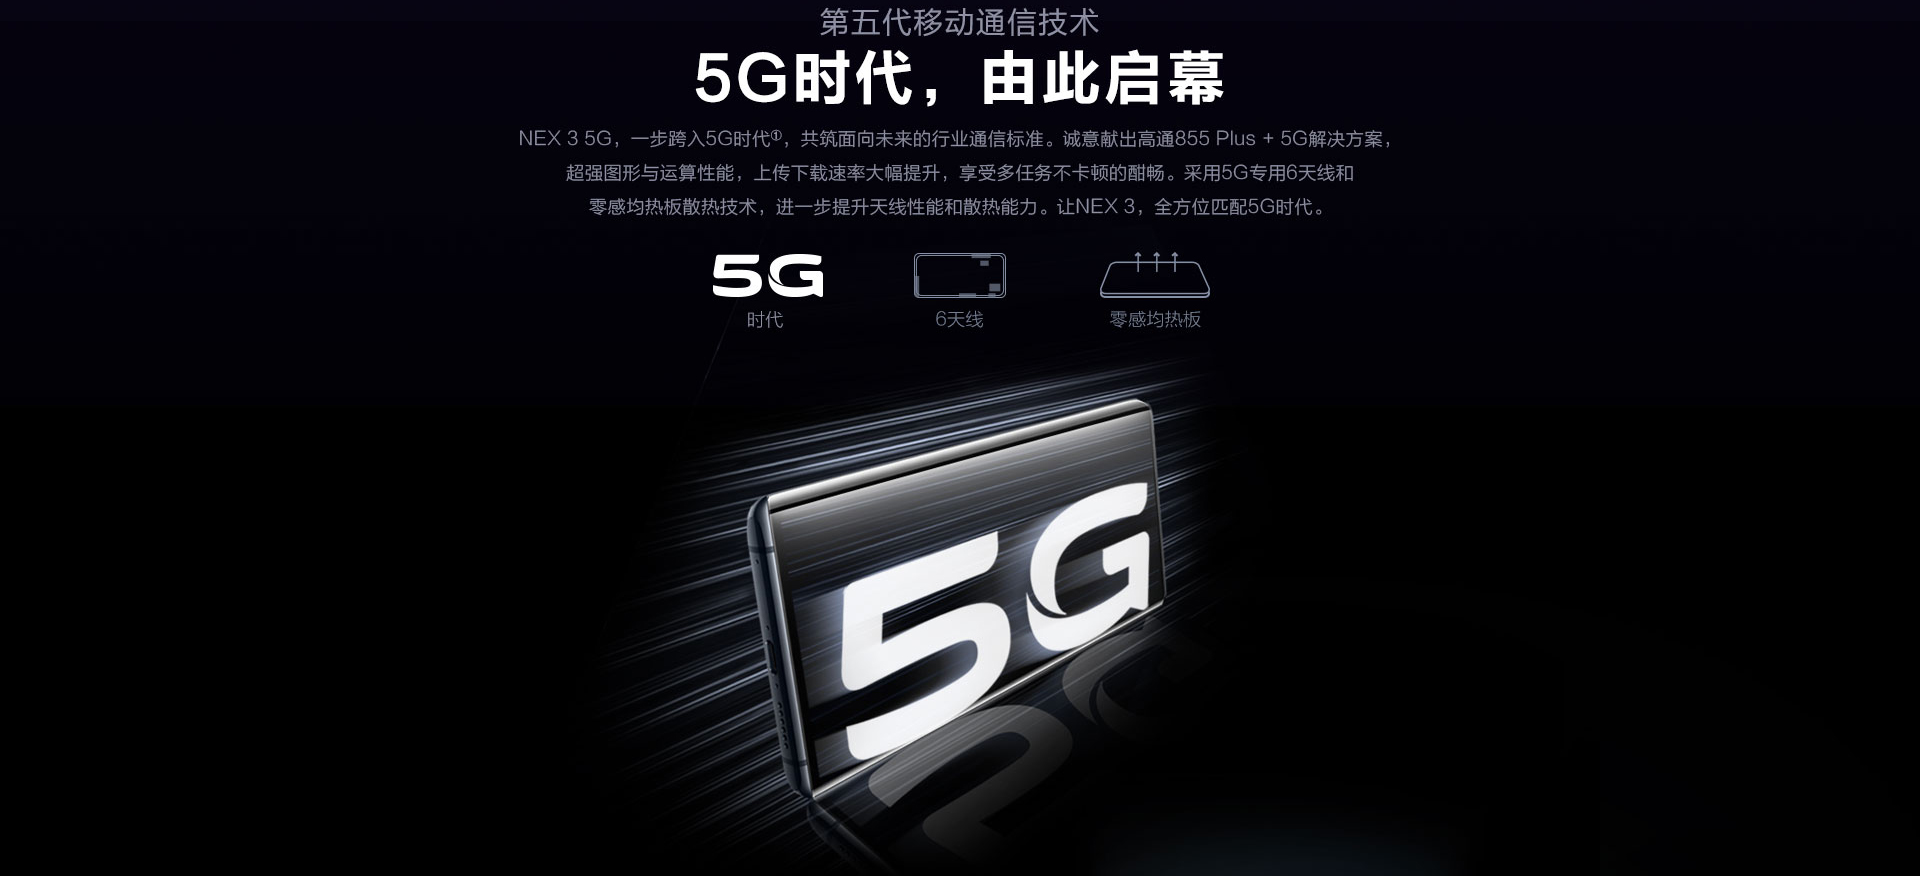 第五代移动通信技术
5G时代，由此启幕
NEX 3 5G，一步跨入5G时代①，共筑面向未来的行业通信标准。诚意献出高通855 Plus + 5G解决方案，
超强图形与运算性能，上传下载速率大幅提升，享受多任务不卡顿的酣畅。采用5G专用6天线和
零感均热板散热技术，进一步提升天线性能和散热能力。让NEX 3，全方位匹配5G时代。
5G
时代
6天线
零感均热板
5G